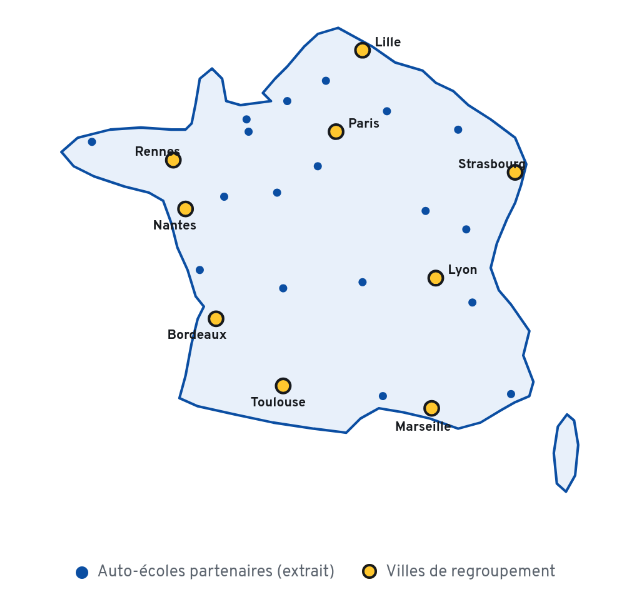 Lille
Paris
Rennes
Strasbourg
Nantes
Lyon
Bordeaux
Toulouse
Marseille
Auto-écoles partenaires (extrait)
Villes de regroupement